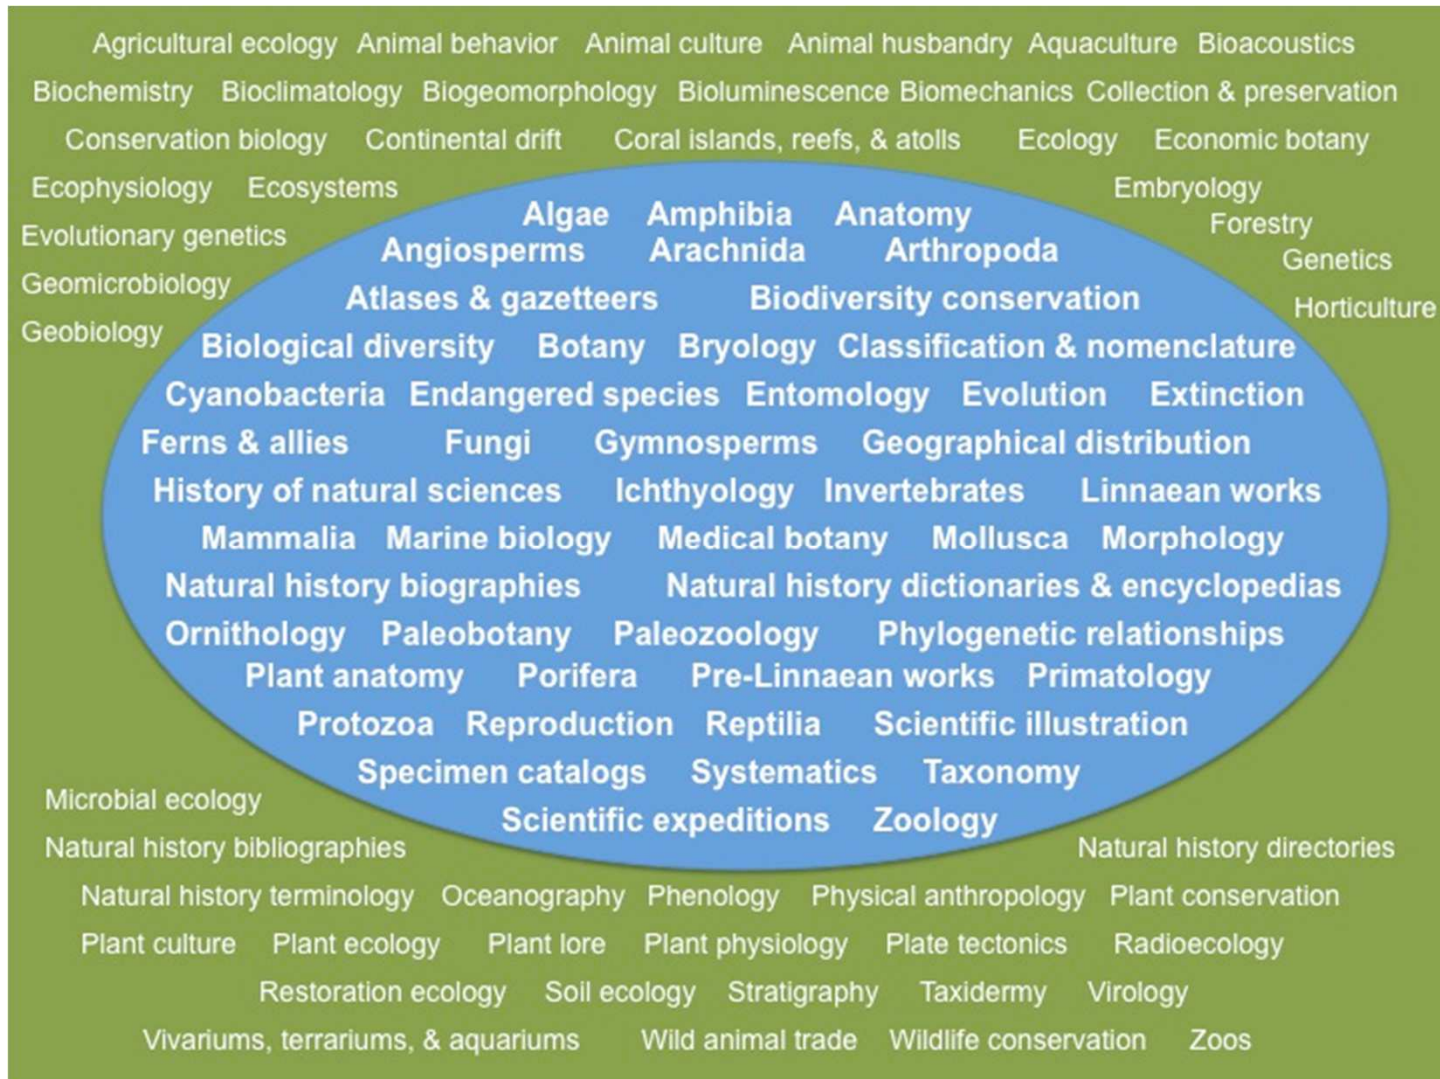 Agricultural ecology Animal behavior Animal culture Animal husbandry Aquaculture Bioacoustics
Biochemistry Bioclimatology Biogeomorphology Bioluminescence Biomechanics Collection & preservation
Conservation biology Continental drift Coral islands, reefs, & atolls Ecology Economic botany
Ecophysiology Ecosystems Embryology
Algae Amphibia Anatomy Forestry
Evolutionary genetics Angiosperms Arachnida Arthropoda Genetics
Geomicrobiology Atlases & gazetteers Biodiversity conservation Horticulture
Geobiology Biological diversity Botany Bryology Classification & nomenclature
Cyanobacteria Endangered species Entomology Evolution Extinction
Ferns & allies Fungi Gymnosperms Geographical distribution
History of natural sciences Ichthyology Invertebrates Linnaean works
Mammalia Marine biology Medical botany Mollusca Morphology
Natural history biographies Natural history dictionaries & encyclopedias
Ornithology Paleobotany Paleozoology Phylogenetic relationships
Plant anatomy Porifera Pre-Linnaean works Primatology
Protozoa Reproduction Reptilia Scientific illustration
Specimen catalogs Systematics Taxonomy
Microbial ecology Scientific expeditions Zoology
Natural history bibliographies Natural history directories
Natural history terminology Oceanography Phenology Physical anthropology Plant conservation
Plant culture Plant ecology Plant lore Plant physiology Plate tectonics Radioecology
Restoration ecology Soil ecology Stratigraphy Taxidermy Virology
Vivariums, terrariums, & aquariums Wild animal trade Wildlife conservation Zoos